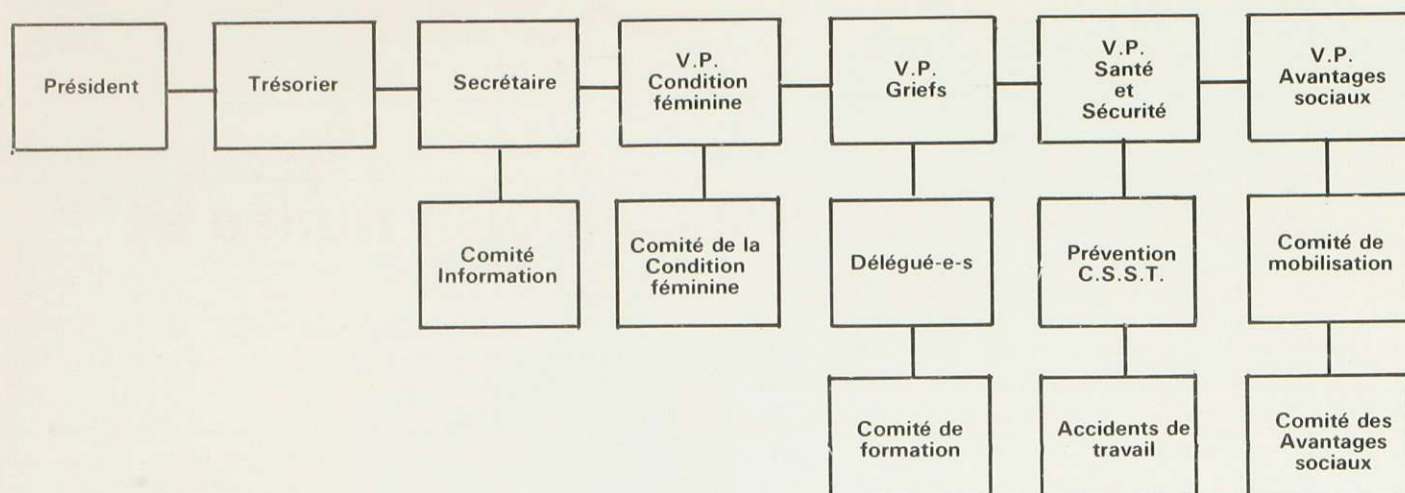 Président
Trésorier
Secrétaire
V.P.
Condition
féminine
V.P.
Griefs
V.P.
Santé
et
Sécurité
V.P.
Avantages
sociaux
Comité
Information
Comité de la
Condition
féminine
Délégué-e-s
Prévention
C.S.S.T.
Comité de
mobilisation
Comité de
formation
Accidents de
travail
Comité des
Avantages
sociaux